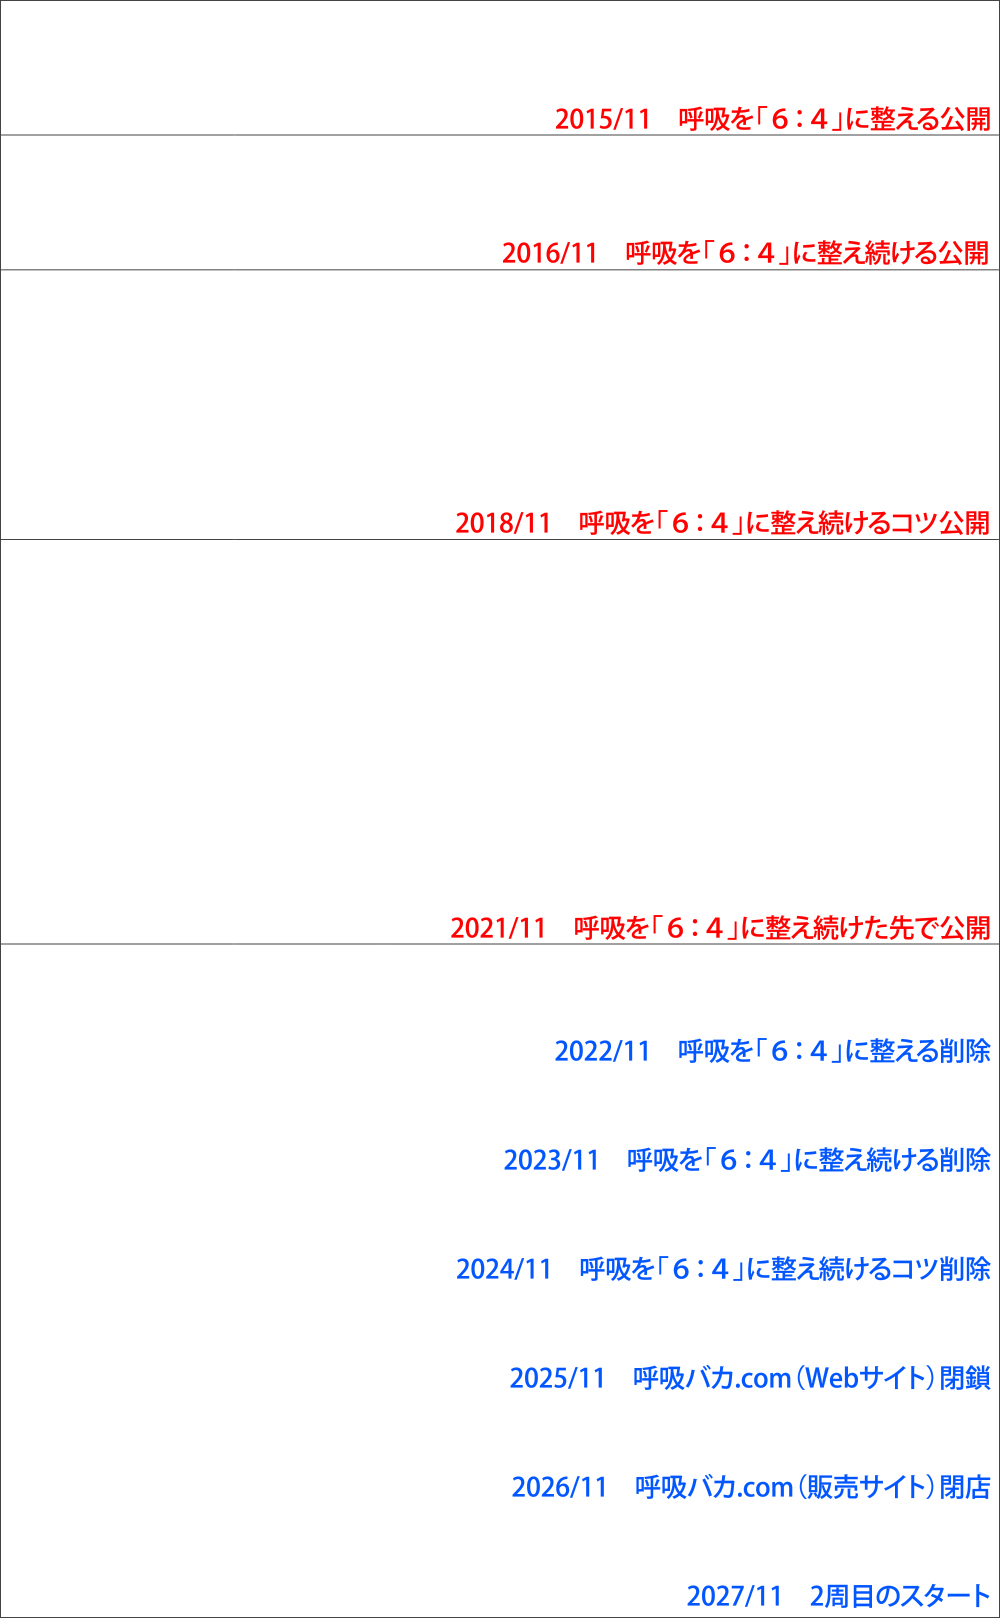 2015/11　呼吸を「６：４」に整える公開
2016/11　呼吸を「６：４」に整え続ける公開
2018/11　呼吸を「６：４」に整え続けるコツ公開
2021/11　呼吸を「６：４」に整え続けた先で公開
2022/11　呼吸を「６：４」に整える削除
2023/11　呼吸を「６：４」に整え続ける削除
2024/11　呼吸を「６：４」に整え続けるコツ削除
2025/11　呼吸バカ.com（Webサイト）閉鎖
2026/11　呼吸バカ.com（販売サイト）閉店
2027/11　2周目のスタート